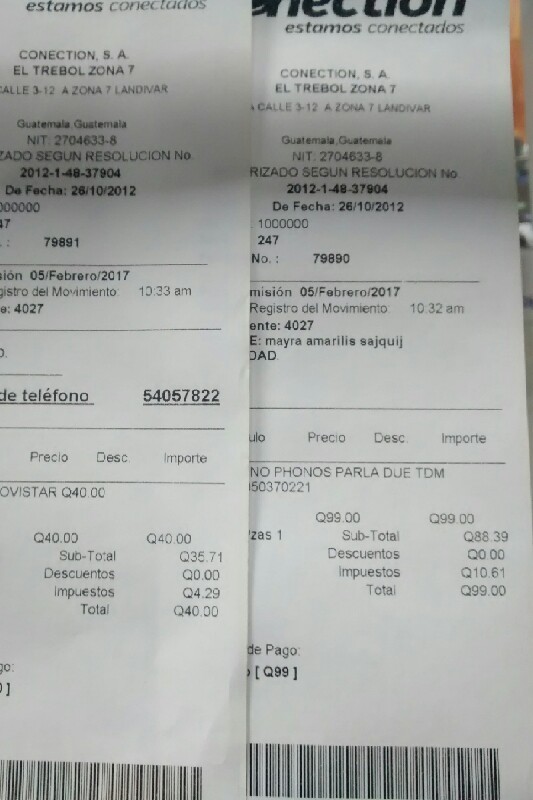 estamos conectados
CONECTION, S. A.
EL TREBOL ZONA 7
CALLE 3-12 A ZONA 7 LANDIVAR
Guatemala,Guatemala
NIT: 2704633-8
IZADO SEGUN RESOLUCION No.
2012-1-48-37904
De Fecha: 26/10/2012
000000
47
. : 79891
isión 05/Febrero/2017
gistro del Movimiento: 10:33 am
e: 4027
D.
de teléfono 54057822
Precio Desc. Importe
OVISTAR Q40.00
Q40.00 Q40.00
Sub-Total Q35.71
Descuentos Q0.00
Impuestos Q4.29
Total Q40.00
go:
]
nection
estamos conectados
CONECTION, S. A.
EL TREBOL ZONA 7
CALLE 3-12 A ZONA 7 LANDIVAR
Guatemala,Guatemala
NIT: 2704633-8
RIZADO SEGUN RESOLUCION No.
2012-1-48-37904
De Fecha: 26/10/2012
1000000
247
No. : 79890
misión 05/Febrero/2017
Registro del Movimiento: 10:32 am
ente: 4027
E: mayra amarilis sajquij
DAD.
ulo Precio Desc. Importe
NO PHONOS PARLA DUE TDM
50370221
Q99.00 Q99.00
zas 1 Sub-Total Q88.39
Descuentos Q0.00
Impuestos Q10.61
Total Q99.00
de Pago:
[ Q99 ]